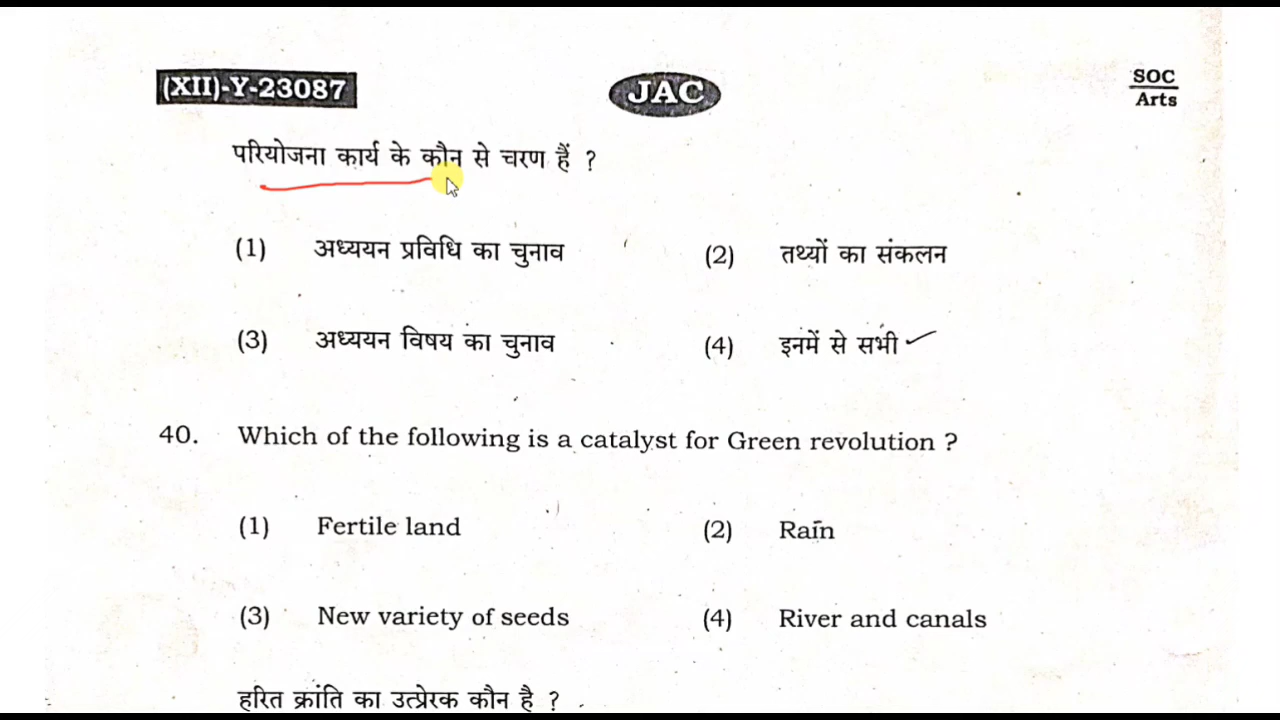 (XII)-Y-23087 JAC SOC
Arts
परियोजना कार्य के कौन से चरण हैं ?
(1) अध्ययन प्रविधि का चुनाव (2) तथ्यों का संकलन
(3) अध्ययन विषय का चुनाव (4) इनमें से सभी
40. Which of the following is a catalyst for Green revolution ?
(1) Fertile land (2) Rain
(3) New variety of seeds (4) River and canals
हरित क्रांति का उत्प्रेरक कौन है ?